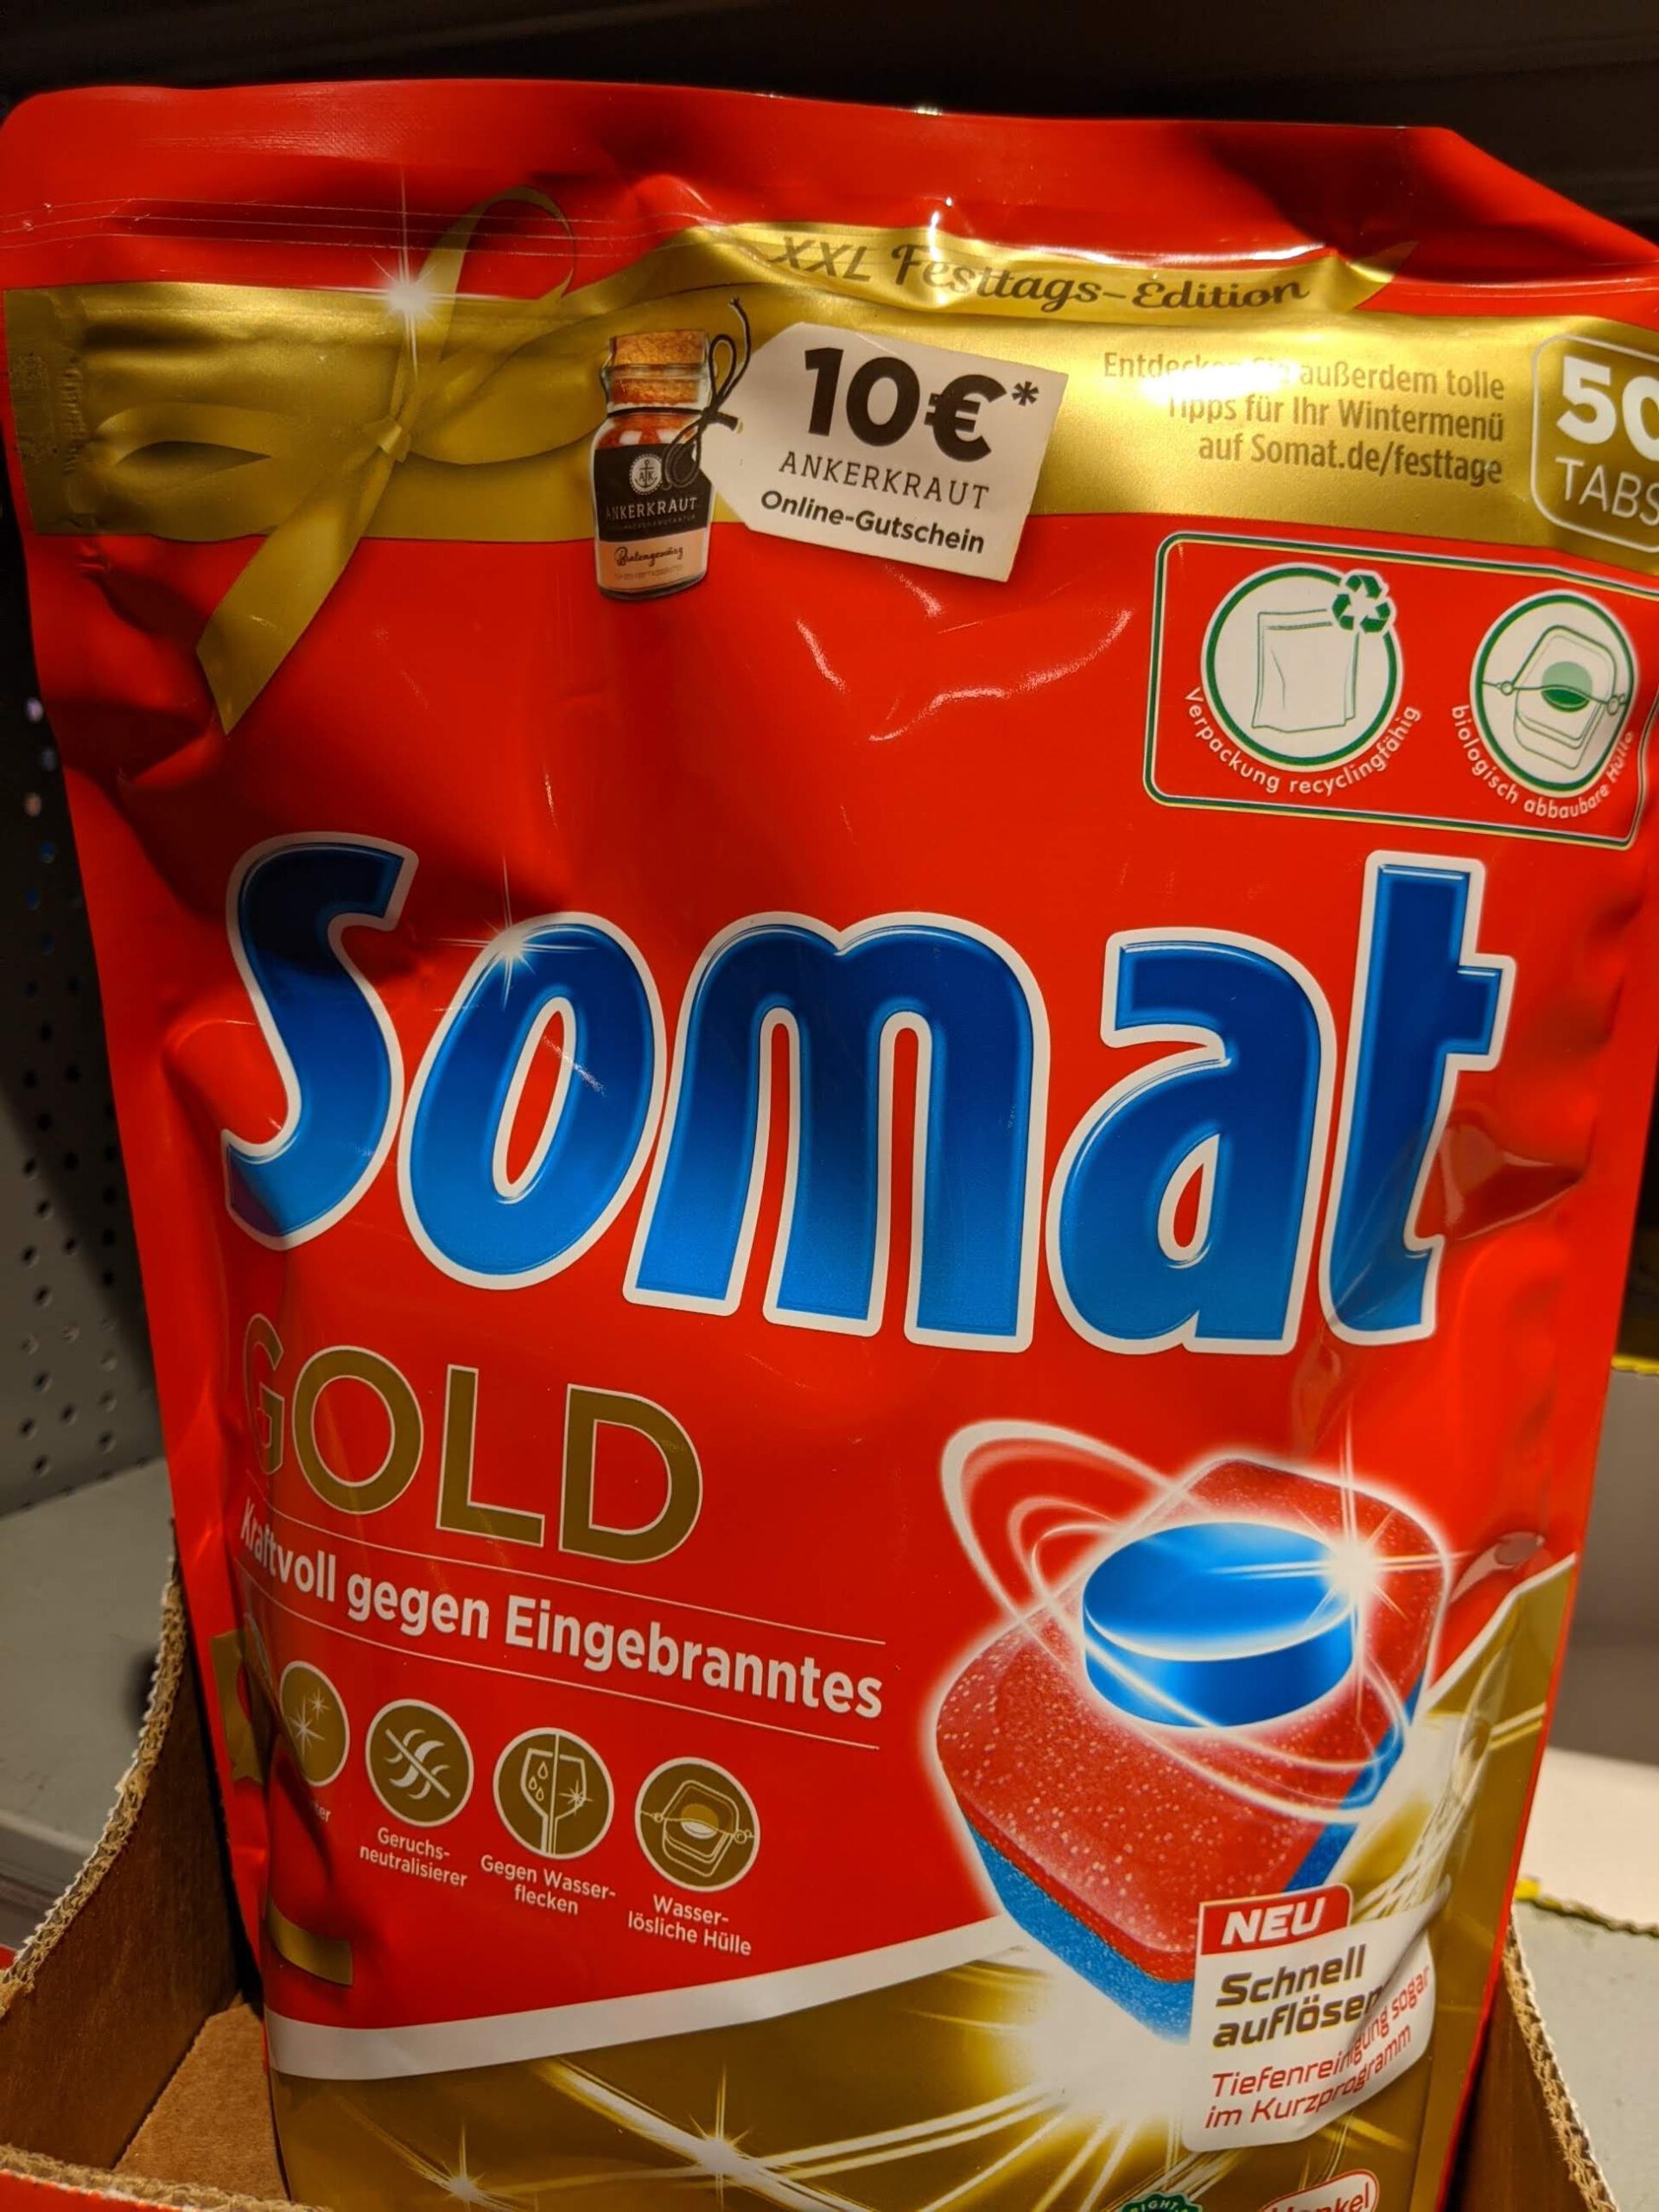 XXL Festtags-Edition
10€*
ANKERKRAUT
Online-Gutschein
ANKERKRAUT
Bratengewürz
außerdem tolle
Tipps für Ihr Wintermenü
auf Somat.de/festtage
50
TABS
Verpackung recyclingfähig
biologisch abbaubare Hülle
Somat
GOLD
Kraftvoll gegen Eingebranntes
Geruchs-
neutralisierer
Gegen Wasser-
flecken
Wasser-
lösliche Hülle
NEU
Schnell
auflösen
Tiefenreinigung sogar
im Kurzprogramm
Henkel